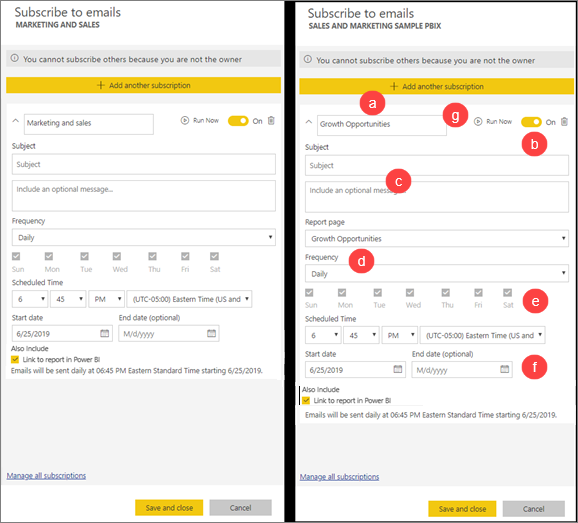 Subscribe to emails
MARKETING AND SALES
You cannot subscribe others because you are not the owner
+ Add another subscription
Marketing and sales
Run Now
On
Subject
Subject
Include an optional message...
Frequency
Daily
Sun Mon Tue Wed Thu Fri Sat
Scheduled Time
6 45 PM (UTC-05:00) Eastern Time (US and
Start date End date (optional)
6/25/2019 M/d/yyyy
Also Include
Link to report in Power BI
Emails will be sent daily at 06:45 PM Eastern Standard Time starting 6/25/2019.
Manage all subscriptions
Save and close Cancel
Subscribe to emails
SALES AND MARKETING SAMPLE PBIX
You cannot subscribe others because you are not the owner
+ Add another subscription
a
g
Growth Opportunities
Run Now
On
b
Subject
Subject
c
Include an optional
Report page
Growth Opportunities
Frequency
d
Daily
Sun Mon Tue Wed Thu Fri Sat
e
Scheduled Time
6 45 PM (UTC-05:00) Eastern Time (US and
Start date End date (optional)
6/25/2019 M/d/yyyy
f
Also Include
Link to report in Power BI
Emails will be sent daily at 06:45 PM Eastern Standard Time starting 6/25/2019.
Manage all subscriptions
Save and close Cancel